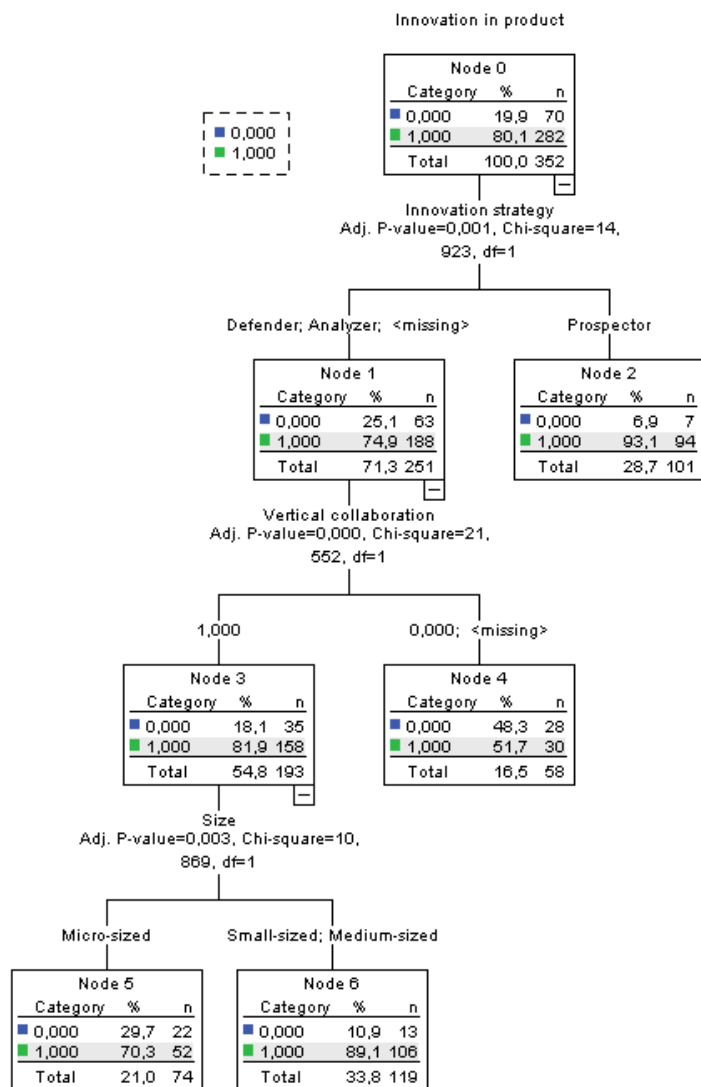 Innovation in product
Node 0
Category % n
0,000 19,9 70
1,000 80,1 282
Total 100,0 352
0,000
1,000
Innovation strategy
Adj. P-value=0,001, Chi-square=14,
923, df=1
Defender; Analyzer; <missing>
Prospector
Node 1
Category % n
0,000 25,1 63
1,000 74,9 188
Total 71,3 251
Node 2
Category % n
0,000 6,9 7
1,000 93,1 94
Total 28,7 101
Vertical collaboration
Adj. P-value=0,000, Chi-square=21,
552, df=1
1,000
0,000; <missing>
Node 3
Category % n
0,000 18,1 35
1,000 81,9 158
Total 54,8 193
Node 4
Category % n
0,000 48,3 28
1,000 51,7 30
Total 16,5 58
Size
Adj. P-value=0,003, Chi-square=10,
869, df=1
Micro-sized
Small-sized; Medium-sized
Node 5
Category % n
0,000 29,7 22
1,000 70,3 52
Total 21,0 74
Node 6
Category % n
0,000 10,9 13
1,000 89,1 106
Total 33,8 119